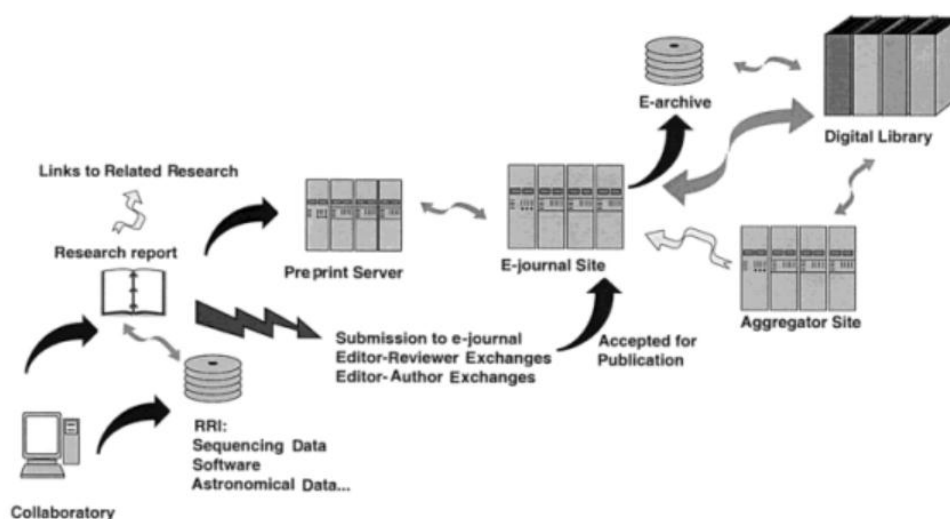 E-archive
Digital Library
Links to Related Research
Research report
Preprint Server
E-journal Site
Aggregator Site
Submission to e-journal
Editor-Reviewer Exchanges
Editor-Author Exchanges
Accepted for
Publication
RRI:
Sequencing Data
Software
Astronomical Data...
Collaboratory